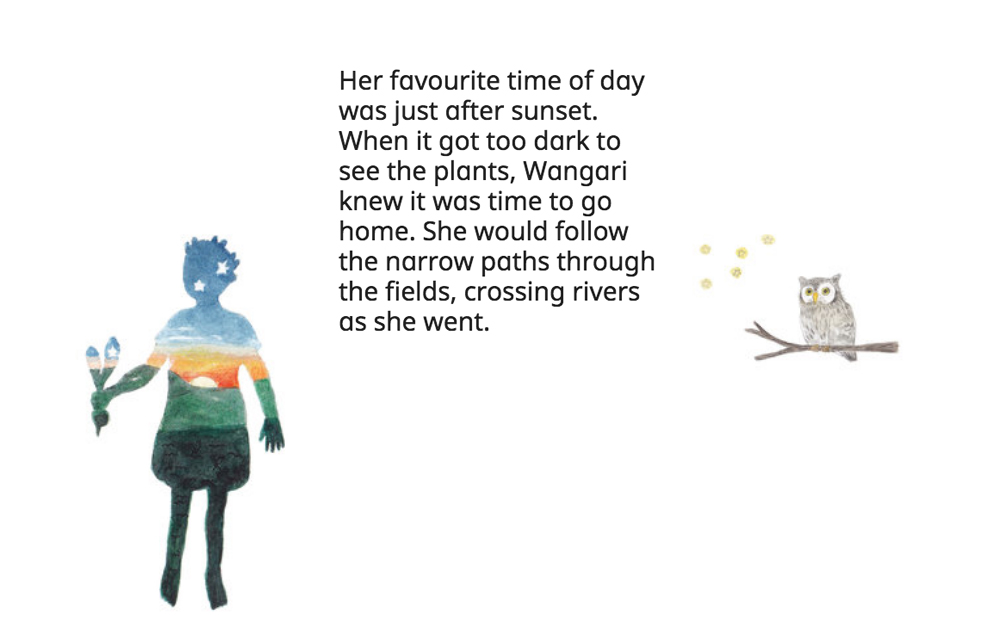 Her favourite time of day
was just after sunset.
When it got too dark to
see the plants, Wangari
knew it was time to go
home. She would follow
the narrow paths through
the fields, crossing rivers
as she went.